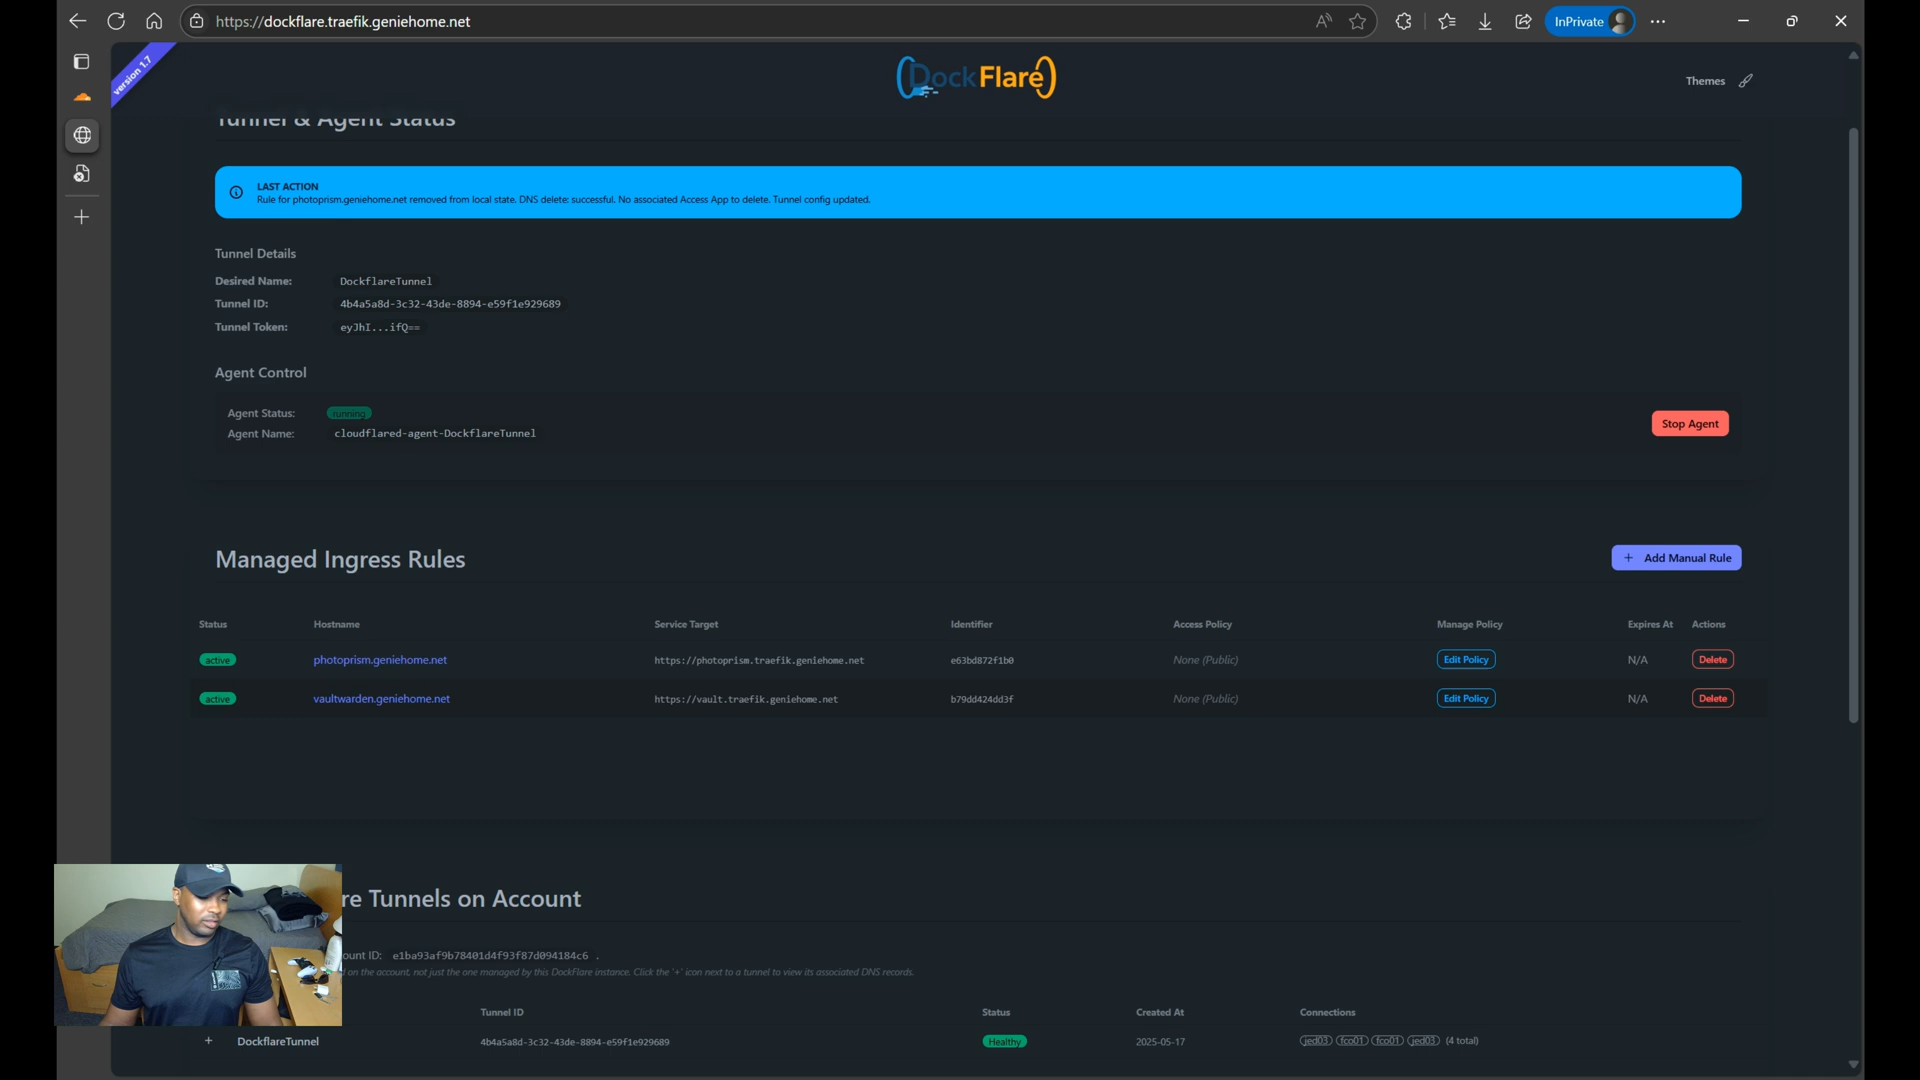 https://dockflare.traefik.geniehome.net
InPrivate
version 1.7
DockFlare
Themes
Tunnel & Agent Status
LAST ACTION
Rule for photoprism.geniehome.net removed from local state. DNS delete: successful. No associated Access App to delete. Tunnel config updated.
Tunnel Details
Desired Name: DockflareTunnel
Tunnel ID: 4b4a5a8d-3c32-43de-8894-e59f1e929689
Tunnel Token: eyJhI...ifQ==
Agent Control
Agent Status: running
Agent Name: cloudflared-agent-DockflareTunnel
Stop Agent
Managed Ingress Rules
+ Add Manual Rule
Status Hostname Service Target Identifier Access Policy Manage Policy Expires At Actions
active photoprism.geniehome.net https://photoprism.traefik.geniehome.net e63bd872f1b0 None (Public) Edit Policy N/A Delete
active vaultwarden.geniehome.net https://vault.traefik.geniehome.net b79dd424dd3f None (Public) Edit Policy N/A Delete
re Tunnels on Account
ount ID: e1ba93af9b78401d4f93f87d094184c6 .
d on the account, not just the one managed by this DockFlare instance. Click the '+' icon next to a tunnel to view its associated DNS records.
Tunnel ID Status Created At Connections
+ DockflareTunnel 4b4a5a8d-3c32-43de-8894-e59f1e929689 Healthy 2025-05-17 jed03 fco01 fco01 jed03 (4 total)